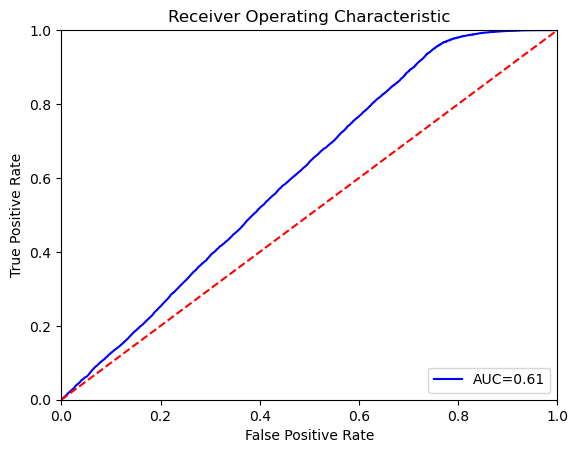 Receiver Operating Characteristic
True Positive Rate
1.0
0.8
0.6
0.4
0.2
0.0
AUC=0.61
0.0 0.2 0.4 0.6 0.8 1.0
False Positive Rate